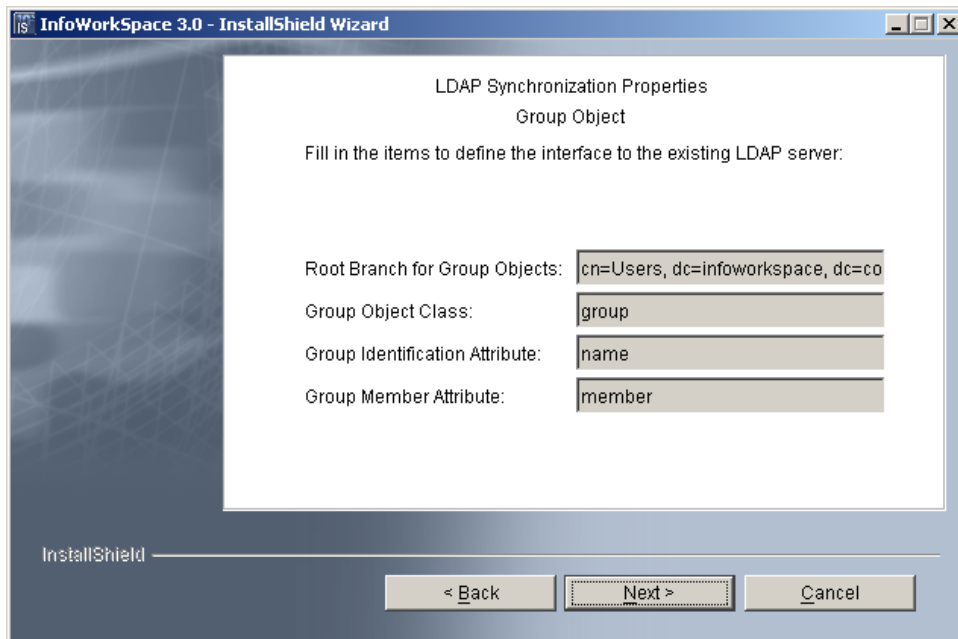 InfoWorkSpace 3.0 - InstallShield Wizard
LDAP Synchronization Properties
Group Object
Fill in the items to define the interface to the existing LDAP server:
Root Branch for Group Objects: cn=Users, dc=infoworkspace, dc=co
Group Object Class: group
Group Identification Attribute: name
Group Member Attribute: member
InstallShield
< Back Next > Cancel